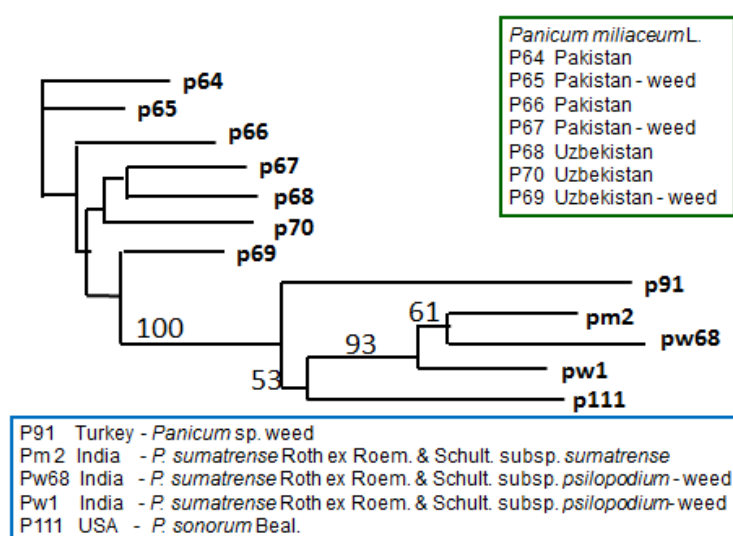 p64
p65
p66
p67
p68
p70
p69
p91
pm2
pw68
pw1
p111
100
61
93
53
Panicum miliaceum L.
P64 Pakistan
P65 Pakistan - weed
P66 Pakistan
P67 Pakistan - weed
P68 Uzbekistan
P70 Uzbekistan
P69 Uzbekistan - weed
P91 Turkey - Panicum sp. weed
Pm 2 India - P. sumatrense Roth ex Roem. & Schult. subsp. sumatrense
Pw68 India - P. sumatrense Roth ex Roem. & Schult. subsp. psilopodium - weed
Pw1 India - P. sumatrense Roth ex Roem. & Schult. subsp. psilopodium- weed
P111 USA - P. sonorum Beal.